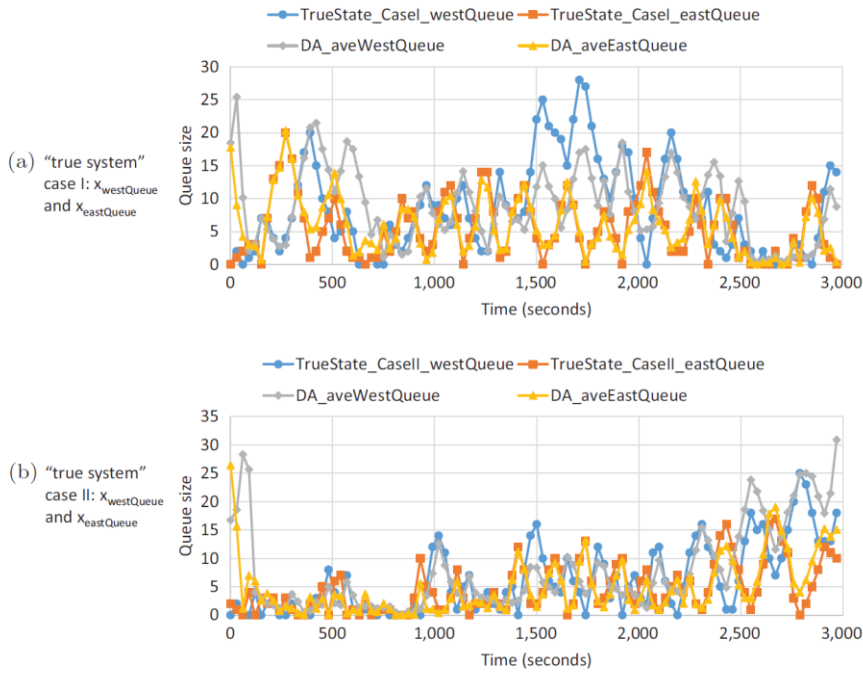 TrueState_CaseI_westQueue TrueState_CaseI_eastQueue
DA_aveWestQueue DA_aveEastQueue
(a) "true system"
case I: xwestQueue
and xeastQueue
Queue size
30
25
20
15
10
5
0
0 500 1,000 1,500 2,000 2,500 3,000
Time (seconds)
TrueState_CaseII_westQueue TrueState_CaseII_eastQueue
DA_aveWestQueue DA_aveEastQueue
(b) "true system"
case II: xwestQueue
and xeastQueue
Queue size
35
30
25
20
15
10
5
0
0 500 1,000 1,500 2,000 2,500 3,000
Time (seconds)